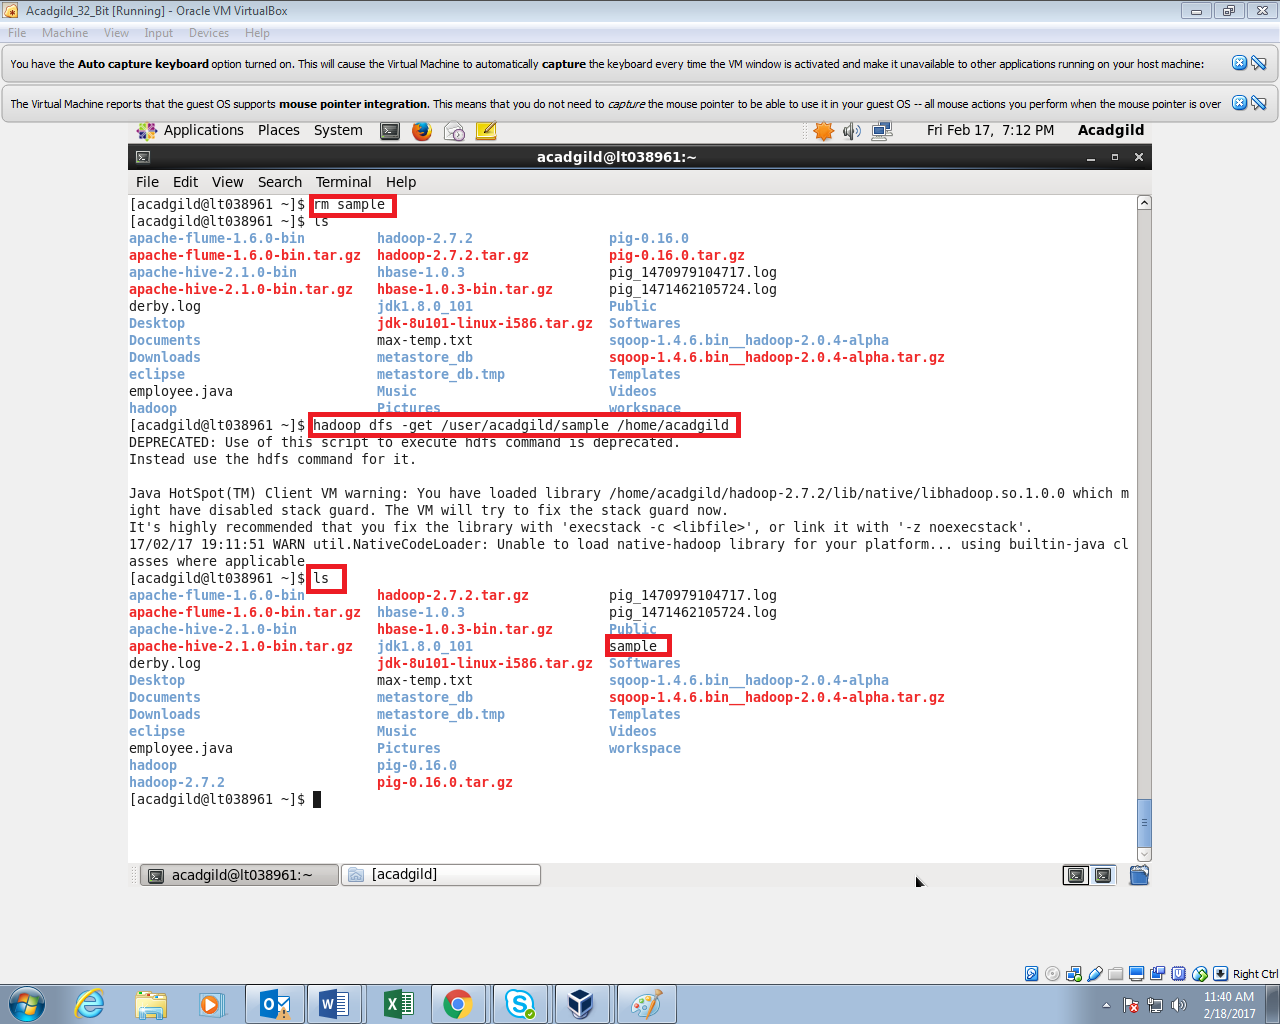 Acadgild_32_Bit [Running] - Oracle VM VirtualBox
File Machine View Input Devices Help
You have the Auto capture keyboard option turned on. This will cause the Virtual Machine to automatically capture the keyboard every time the VM window is activated and make it unavailable to other applications running on your host machine:
The Virtual Machine reports that the guest OS supports mouse pointer integration. This means that you do not need to capture the mouse pointer to be able to use it in your guest OS -- all mouse actions you perform when the mouse pointer is over
Applications Places System Fri Feb 17, 7:12 PM Acadgild
acadgild@lt038961:~
File Edit View Search Terminal Help
[acadgild@lt038961 ~]$ rm sample
[acadgild@lt038961 ~]$ ls
apache-flume-1.6.0-bin hadoop-2.7.2 pig-0.16.0
apache-flume-1.6.0-bin.tar.gz hadoop-2.7.2.tar.gz pig-0.16.0.tar.gz
apache-hive-2.1.0-bin hbase-1.0.3 pig_1470979104717.log
apache-hive-2.1.0-bin.tar.gz hbase-1.0.3-bin.tar.gz pig_1471462105724.log
derby.log jdk1.8.0_101 Public
Desktop jdk-8u101-linux-i586.tar.gz Softwares
Documents max-temp.txt sqoop-1.4.6.bin__hadoop-2.0.4-alpha
Downloads metastore_db sqoop-1.4.6.bin__hadoop-2.0.4-alpha.tar.gz
eclipse metastore_db.tmp Templates
employee.java Music Videos
hadoop Pictures workspace
[acadgild@lt038961 ~]$ hadoop dfs -get /user/acadgild/sample /home/acadgild
DEPRECATED: Use of this script to execute hdfs command is deprecated.
Instead use the hdfs command for it.
Java HotSpot(TM) Client VM warning: You have loaded library /home/acadgild/hadoop-2.7.2/lib/native/libhadoop.so.1.0.0 which m
ight have disabled stack guard. The VM will try to fix the stack guard now.
It's highly recommended that you fix the library with 'execstack -c <libfile>', or link it with '-z noexecstack'.
17/02/17 19:11:51 WARN util.NativeCodeLoader: Unable to load native-hadoop library for your platform... using builtin-java cl
asses where applicable
[acadgild@lt038961 ~]$ ls
apache-flume-1.6.0-bin hadoop-2.7.2.tar.gz pig_1470979104717.log
apache-flume-1.6.0-bin.tar.gz hbase-1.0.3 pig_1471462105724.log
apache-hive-2.1.0-bin hbase-1.0.3-bin.tar.gz Public
apache-hive-2.1.0-bin.tar.gz jdk1.8.0_101 sample
derby.log jdk-8u101-linux-i586.tar.gz Softwares
Desktop max-temp.txt sqoop-1.4.6.bin__hadoop-2.0.4-alpha
Documents metastore_db sqoop-1.4.6.bin__hadoop-2.0.4-alpha.tar.gz
Downloads metastore_db.tmp Templates
eclipse Music Videos
employee.java Pictures workspace
hadoop pig-0.16.0
hadoop-2.7.2 pig-0.16.0.tar.gz
[acadgild@lt038961 ~]$
acadgild@lt038961:~ [acadgild]
Right Ctrl
11:40 AM
2/18/2017